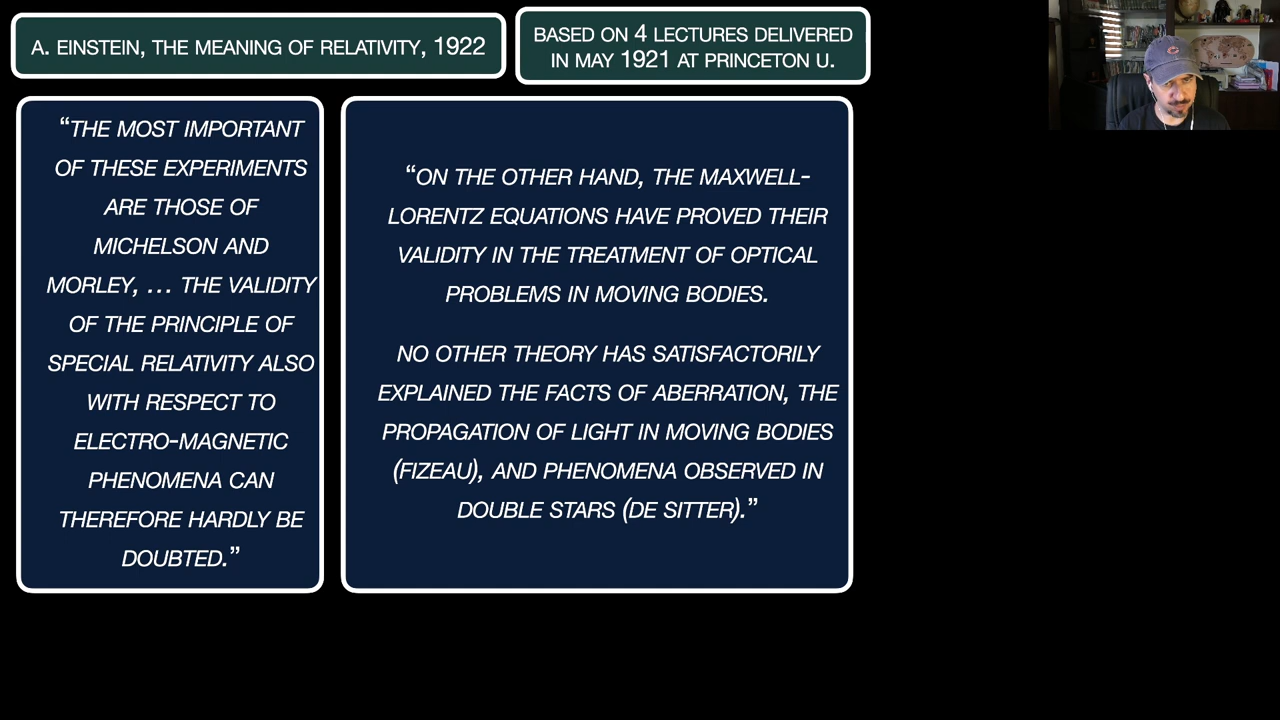 A. EINSTEIN, THE MEANING OF RELATIVITY, 1922
BASED ON 4 LECTURES DELIVERED
IN MAY 1921 AT PRINCETON U.
“THE MOST IMPORTANT
OF THESE EXPERIMENTS
ARE THOSE OF
MICHELSON AND
MORLEY, ... THE VALIDITY
OF THE PRINCIPLE OF
SPECIAL RELATIVITY ALSO
WITH RESPECT TO
ELECTRO-MAGNETIC
PHENOMENA CAN
THEREFORE HARDLY BE
DOUBTED.”
“ON THE OTHER HAND, THE MAXWELL-
LORENTZ EQUATIONS HAVE PROVED THEIR
VALIDITY IN THE TREATMENT OF OPTICAL
PROBLEMS IN MOVING BODIES.
NO OTHER THEORY HAS SATISFACTORILY
EXPLAINED THE FACTS OF ABERRATION, THE
PROPAGATION OF LIGHT IN MOVING BODIES
(FIZEAU), AND PHENOMENA OBSERVED IN
DOUBLE STARS (DE SITTER).”